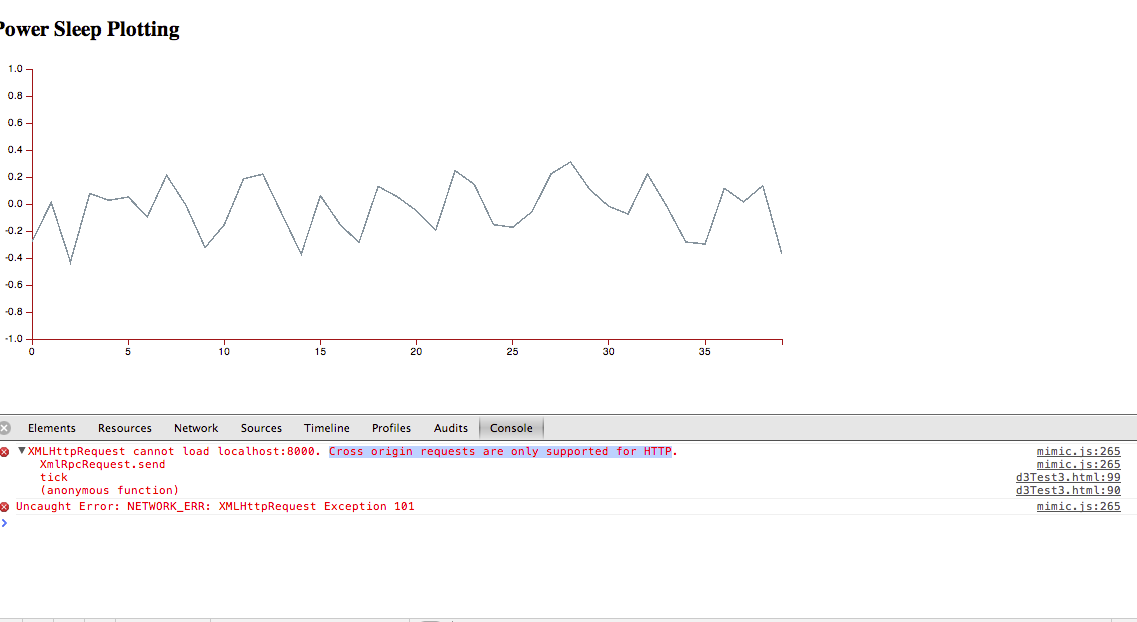 Power Sleep Plotting
1.0
0.8
0.6
0.4
0.2
0.0
-0.2
-0.4
-0.6
-0.8
-1.0
0 5 10 15 20 25 30 35
Elements Resources Network Sources Timeline Profiles Audits Console
XMLHttpRequest cannot load localhost:8000. Cross origin requests are only supported for HTTP. mimic.js:265
XmlRpcRequest.send mimic.js:265
tick d3Test3.html:99
(anonymous function) d3Test3.html:90
Uncaught Error: NETWORK_ERR: XMLHttpRequest Exception 101 mimic.js:265